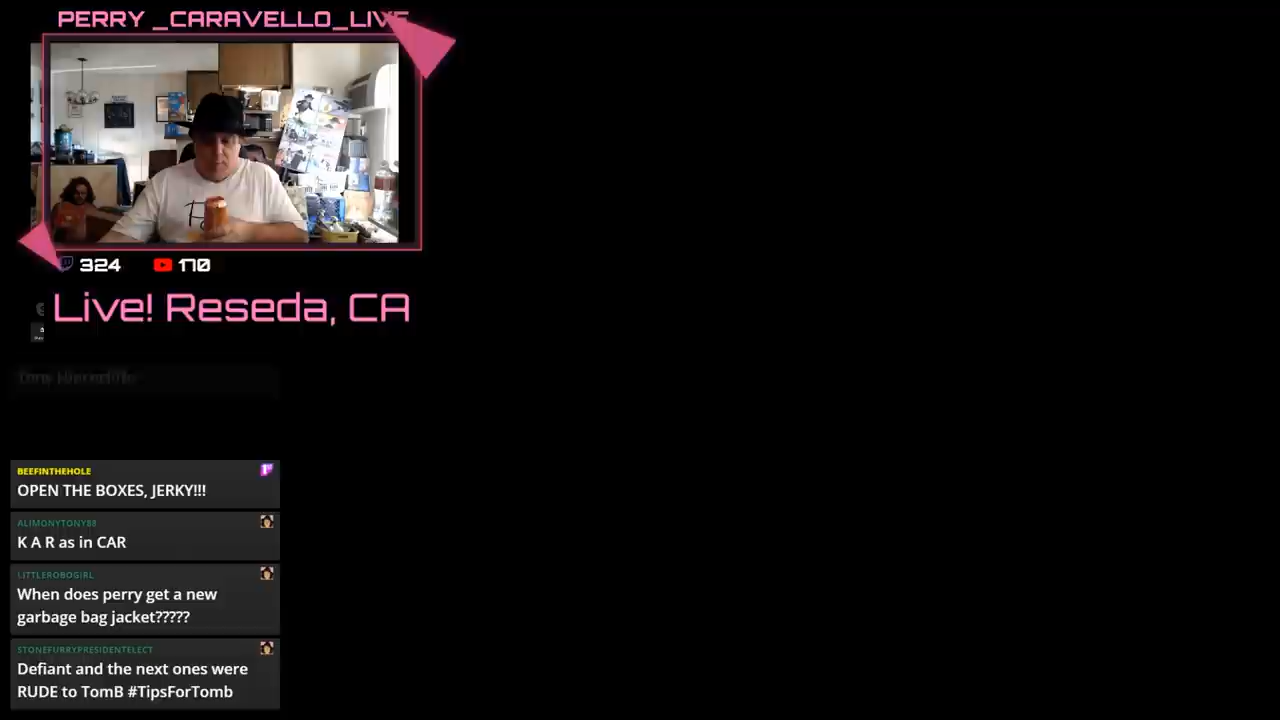 PERRY _CARAVELLO_LIVE
324
170
Live! Reseda, CA
BEEFINTHEHOLE
OPEN THE BOXES, JERKY!!!
ALIMONYTONY88
K A R as in CAR
LITTLEROBOGIRL
When does perry get a new
garbage bag jacket?????
STONEFURRYPRESIDENTELECT
Defiant and the next ones were
RUDE to TomB #TipsForTomb